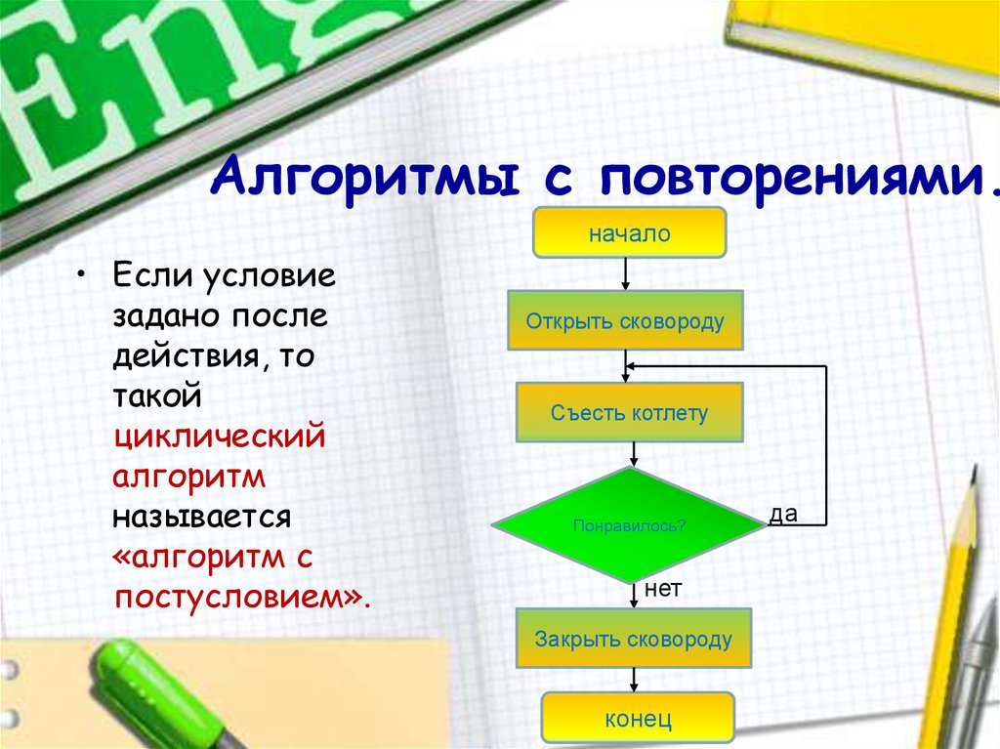 Eng
Алгоритмы с повторениями.
• Если условие
задано после
действия, то
такой
циклический
алгоритм
называется
«алгоритм с
постусловием».
начало
Открыть сковороду
Съесть котлету
Понравилось?
да
нет
Закрыть сковороду
конец